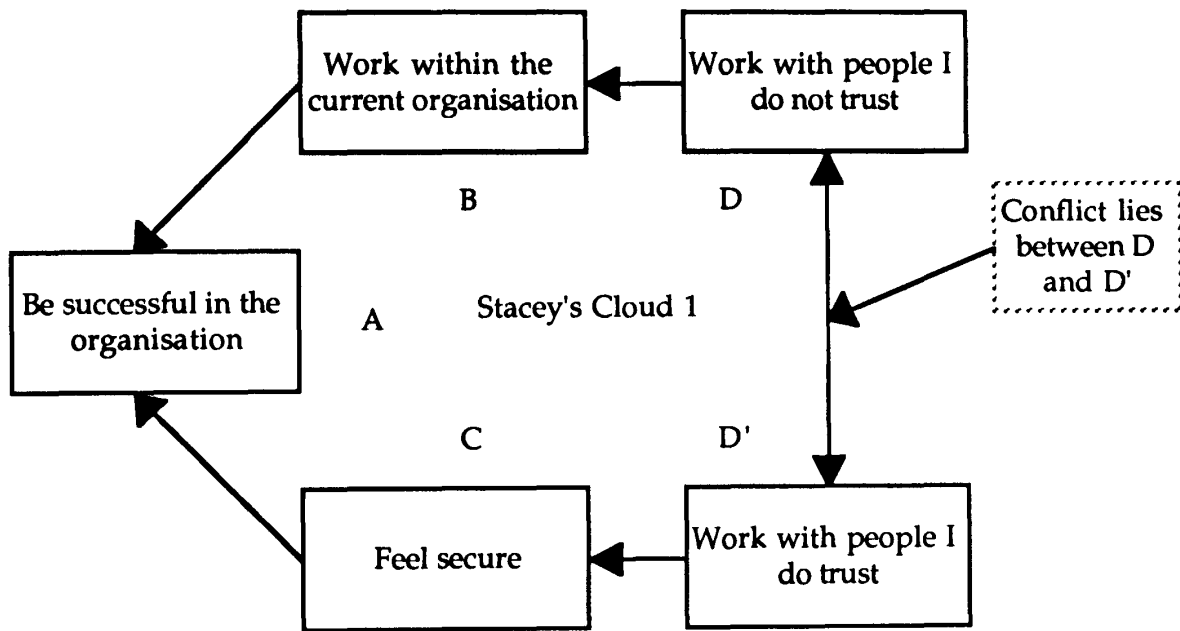 Work within the
current organisation
Work with people I
do not trust
B
D
Conflict lies
between D
and D'
Be successful in the
organisation
A
Stacey's Cloud 1
C
D'
Feel secure
Work with people I
do trust